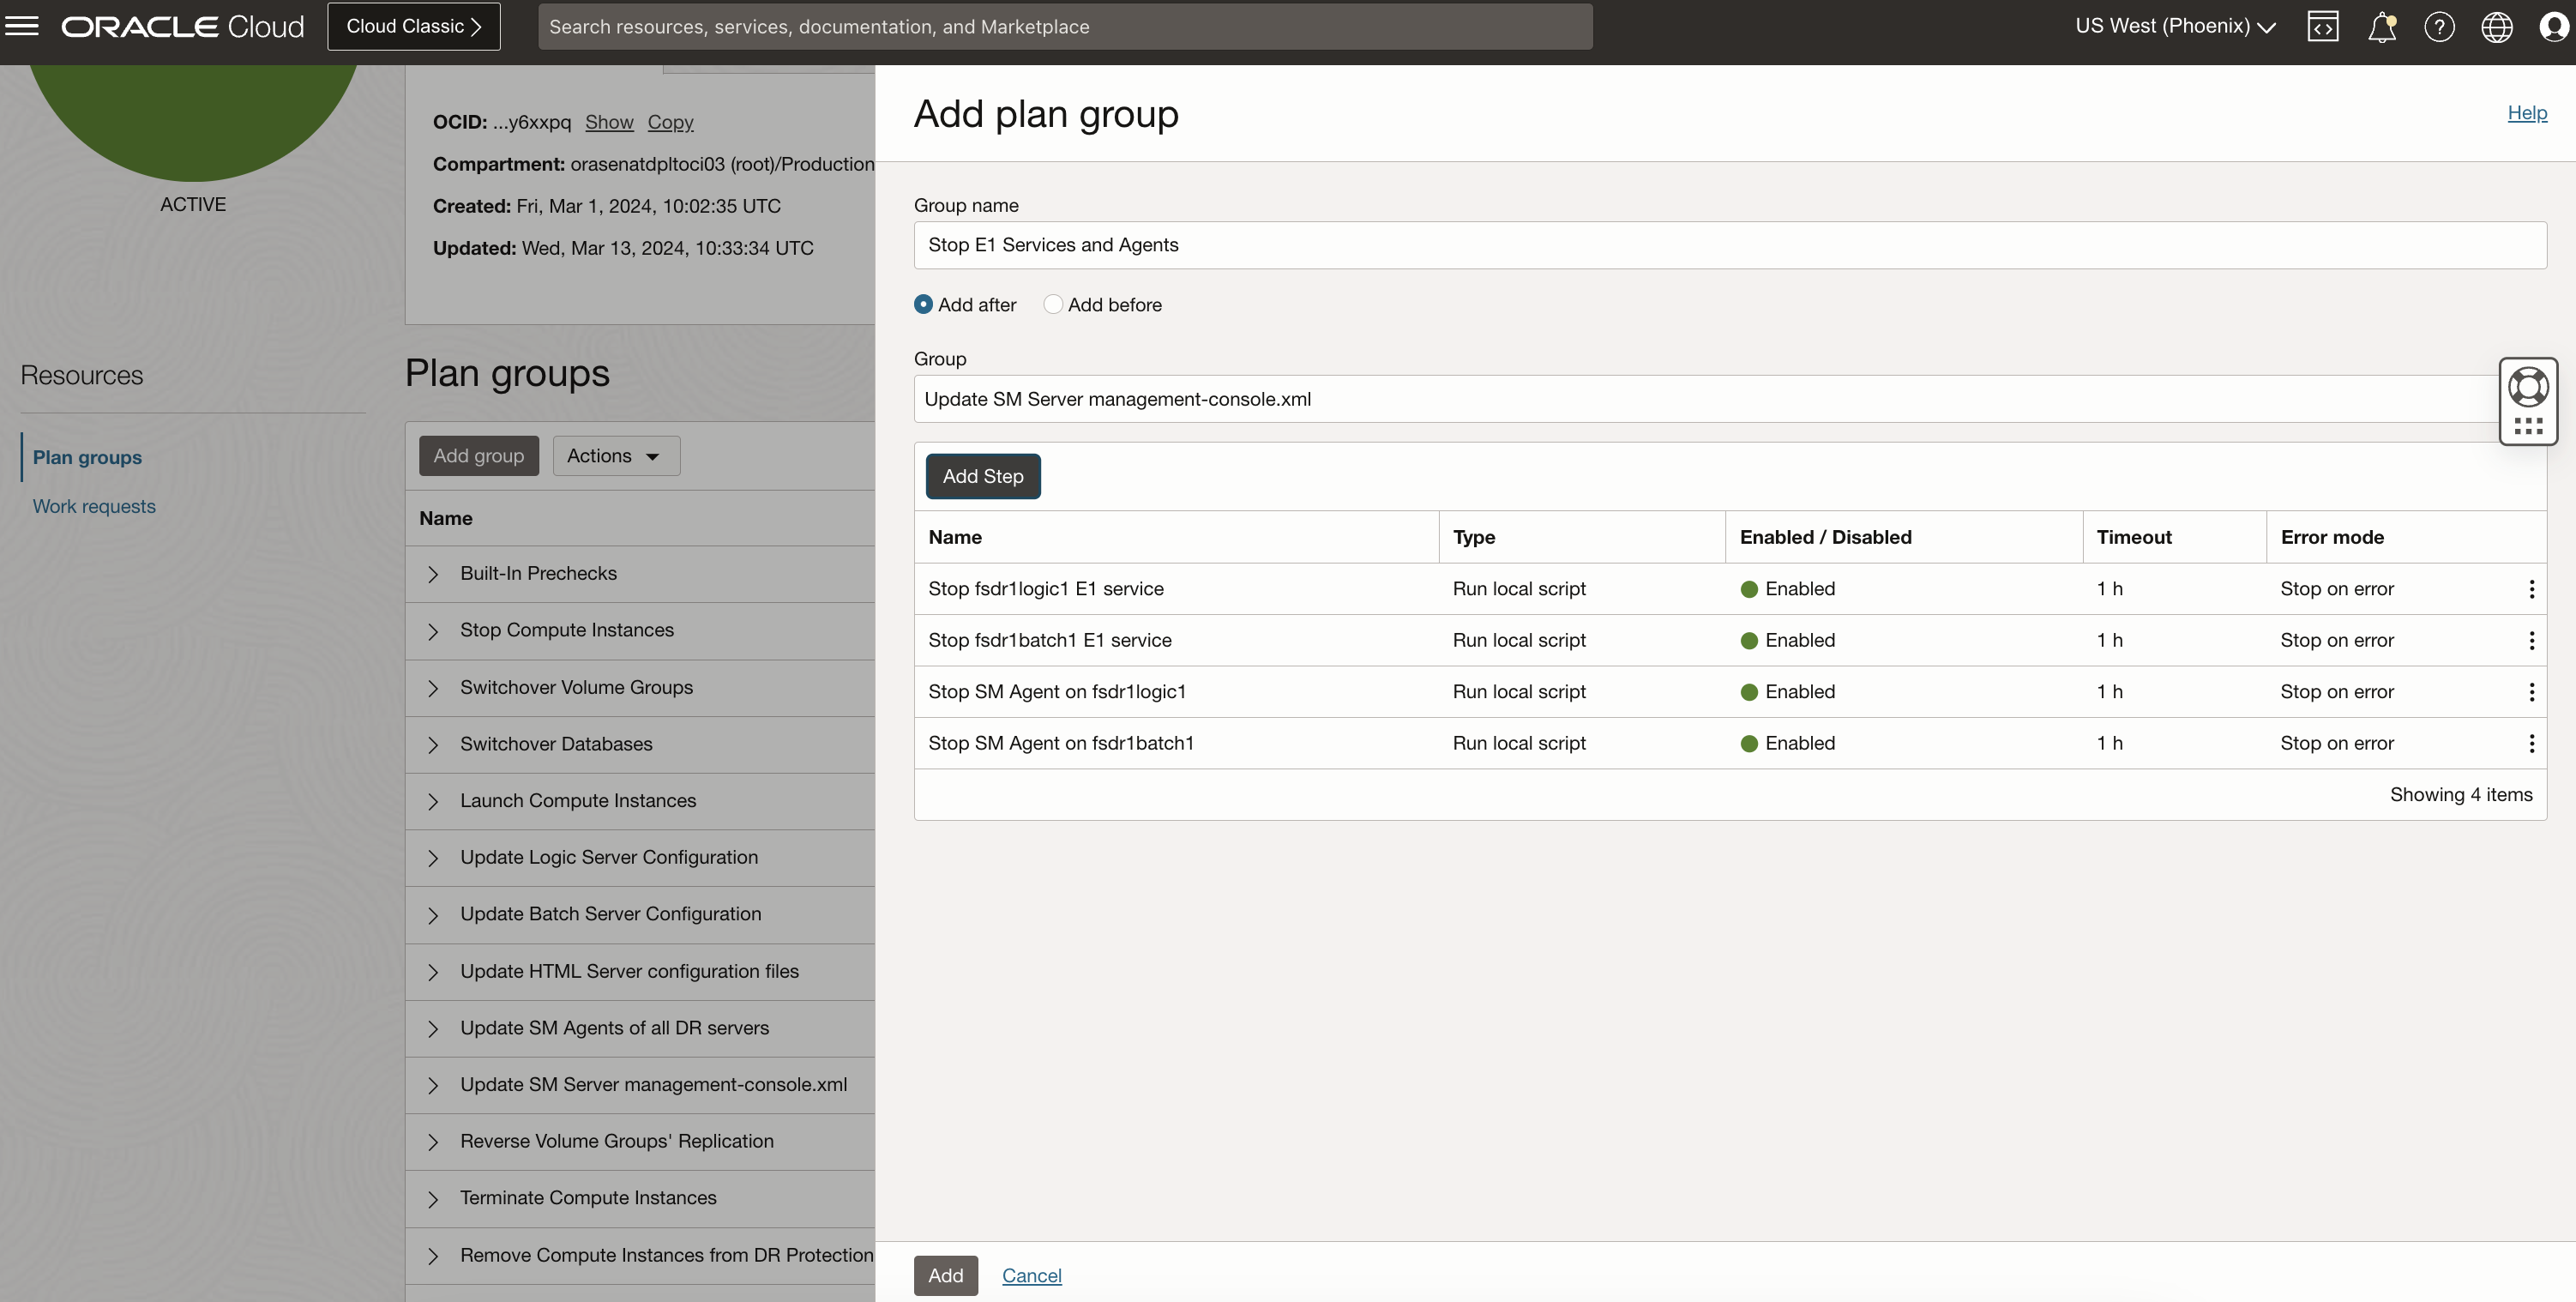 ORACLE Cloud
Cloud Classic
Search resources, services, documentation, and Marketplace
US West (Phoenix)
ACTIVE
Resources
Plan groups
Work requests
OCID: ...y6xxpq Show Copy
Compartment: orasenatdpltoci03 (root)/Production
Created: Fri, Mar 1, 2024, 10:02:35 UTC
Updated: Wed, Mar 13, 2024, 10:33:34 UTC
Plan groups
Add group Actions
Name
Built-In Prechecks
Stop Compute Instances
Switchover Volume Groups
Switchover Databases
Launch Compute Instances
Update Logic Server Configuration
Update Batch Server Configuration
Update HTML Server configuration files
Update SM Agents of all DR servers
Update SM Server management-console.xml
Reverse Volume Groups' Replication
Terminate Compute Instances
Remove Compute Instances from DR Protection
Add plan group
Help
Group name
Stop E1 Services and Agents
Add after Add before
Group
Update SM Server management-console.xml
Add Step
Name Type Enabled / Disabled Timeout Error mode
Stop fsdr1logic1 E1 service Run local script Enabled 1 h Stop on error
Stop fsdr1batch1 E1 service Run local script Enabled 1 h Stop on error
Stop SM Agent on fsdr1logic1 Run local script Enabled 1 h Stop on error
Stop SM Agent on fsdr1batch1 Run local script Enabled 1 h Stop on error
Showing 4 items
Add Cancel